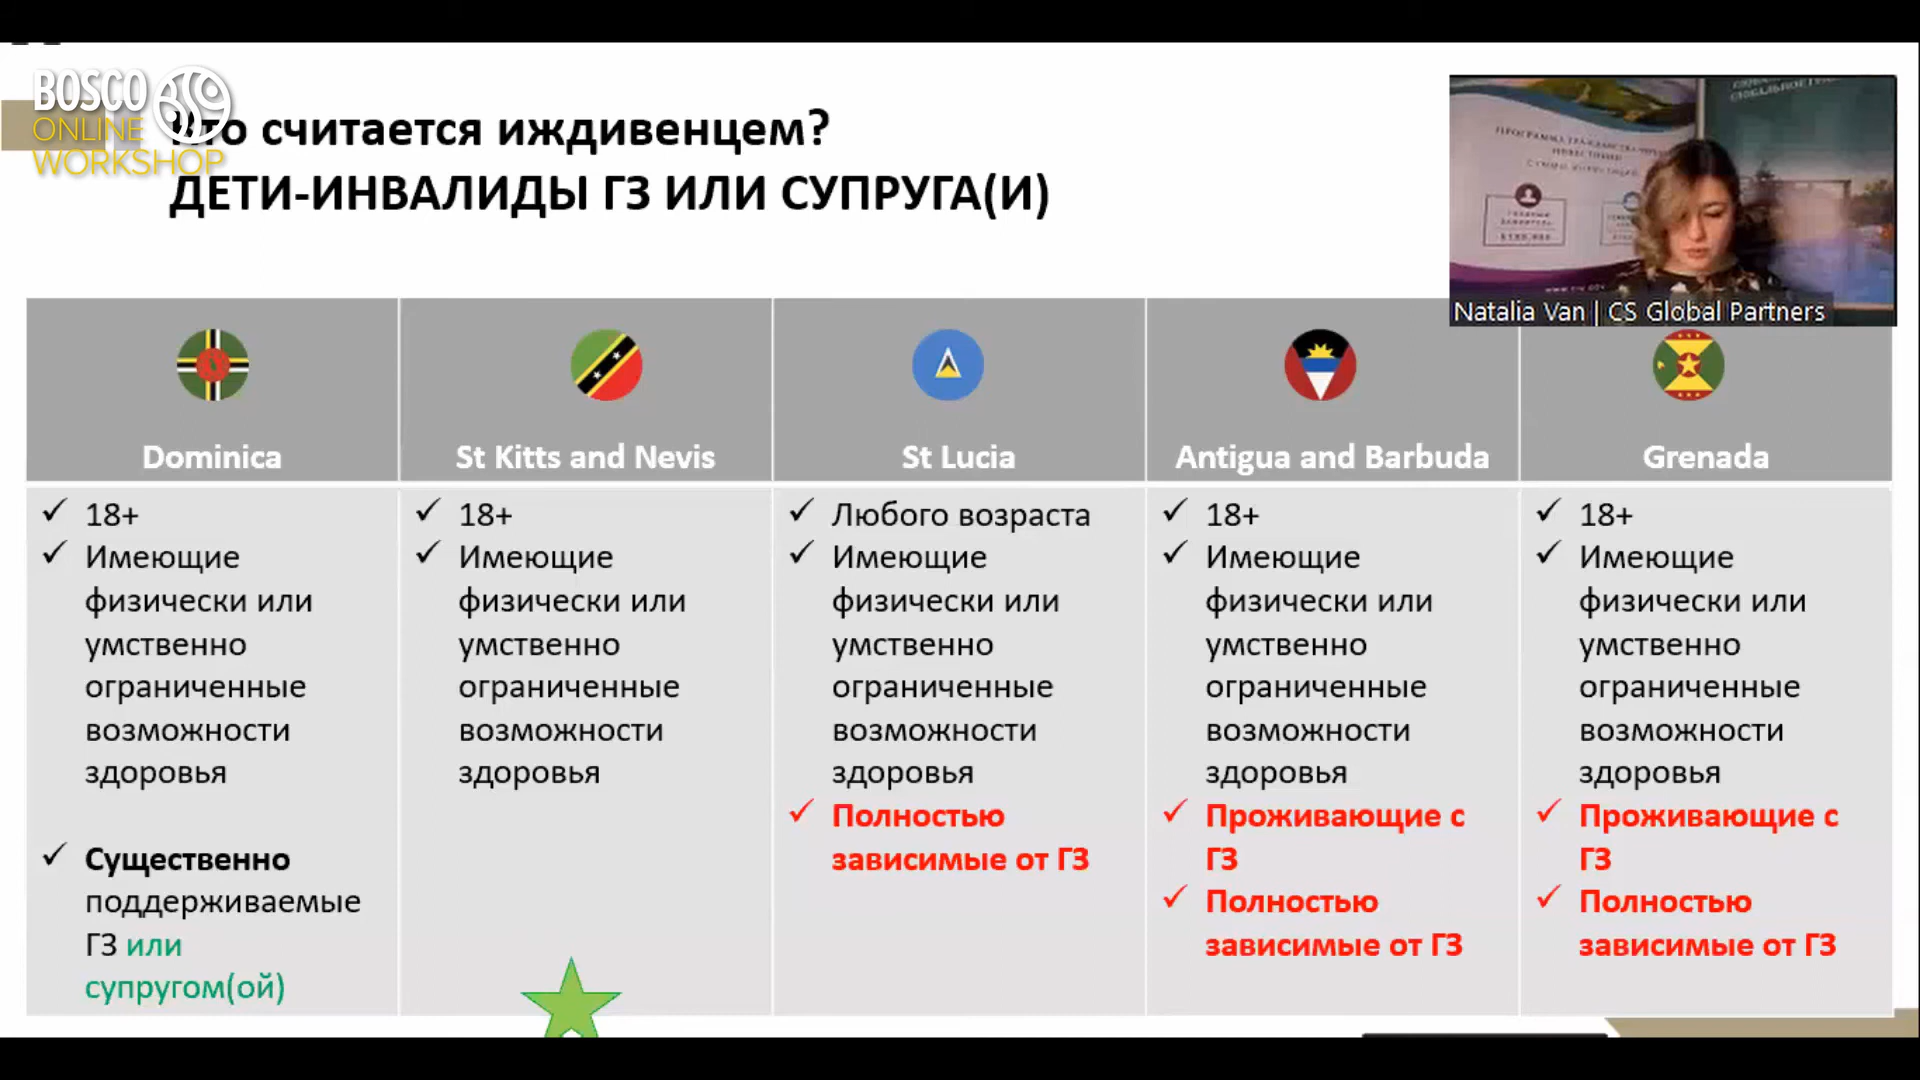 BOSCO
ONLINE
WORKSHOP
Кто считается иждивенцем?
ДЕТИ-ИНВАЛИДЫ ГЗ ИЛИ СУПРУГА(И)
Natalia Van | CS Global Partners
Dominica
18+
Имеющие
физически или
умственно
ограниченные
возможности
здоровья
Существенно
поддерживаемые
ГЗ или
супругом(ой)
St Kitts and Nevis
18+
Имеющие
физически или
умственно
ограниченные
возможности
здоровья
St Lucia
Любого возраста
Имеющие
физически или
умственно
ограниченные
возможности
здоровья
Полностью
зависимые от ГЗ
Antigua and Barbuda
18+
Имеющие
физически или
умственно
ограниченные
возможности
здоровья
Проживающие с
ГЗ
Полностью
зависимые от ГЗ
Grenada
18+
Имеющие
физически или
умственно
ограниченные
возможности
здоровья
Проживающие с
ГЗ
Полностью
зависимые от ГЗ